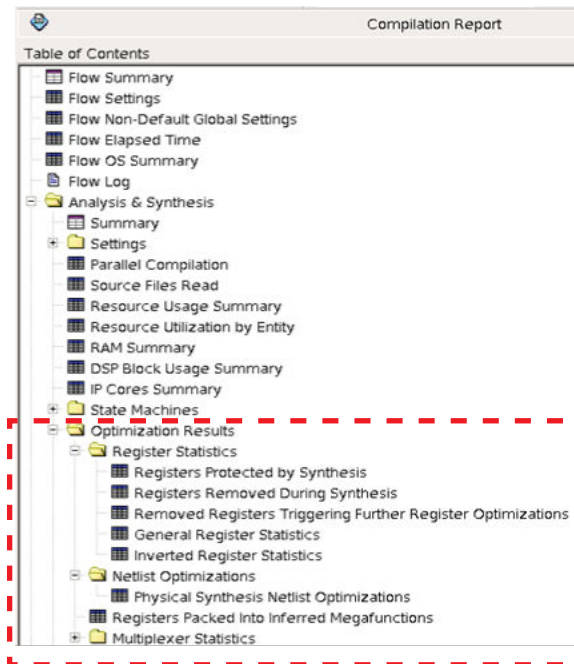 Compilation Report
Table of Contents
Flow Summary
Flow Settings
Flow Non-Default Global Settings
Flow Elapsed Time
Flow OS Summary
Flow Log
Analysis & Synthesis
Summary
Settings
Parallel Compilation
Source Files Read
Resource Usage Summary
Resource Utilization by Entity
RAM Summary
DSP Block Usage Summary
IP Cores Summary
State Machines
Optimization Results
Register Statistics
Registers Protected by Synthesis
Registers Removed During Synthesis
Removed Registers Triggering Further Register Optimizations
General Register Statistics
Inverted Register Statistics
Netlist Optimizations
Physical Synthesis Netlist Optimizations
Registers Packed Into Inferred Megafunctions
Multiplexer Statistics